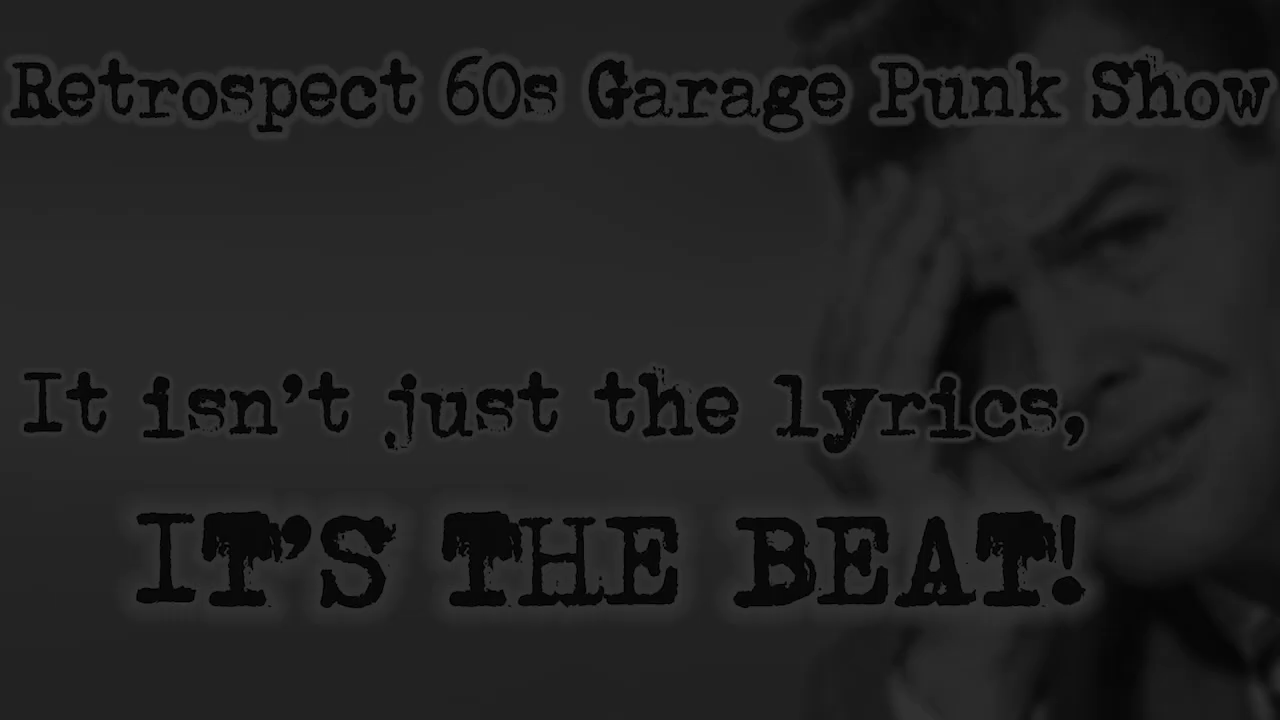 Retrospect 60s Garage Punk Show
It isn't just the lyrics,
IT'S THE BEAT!